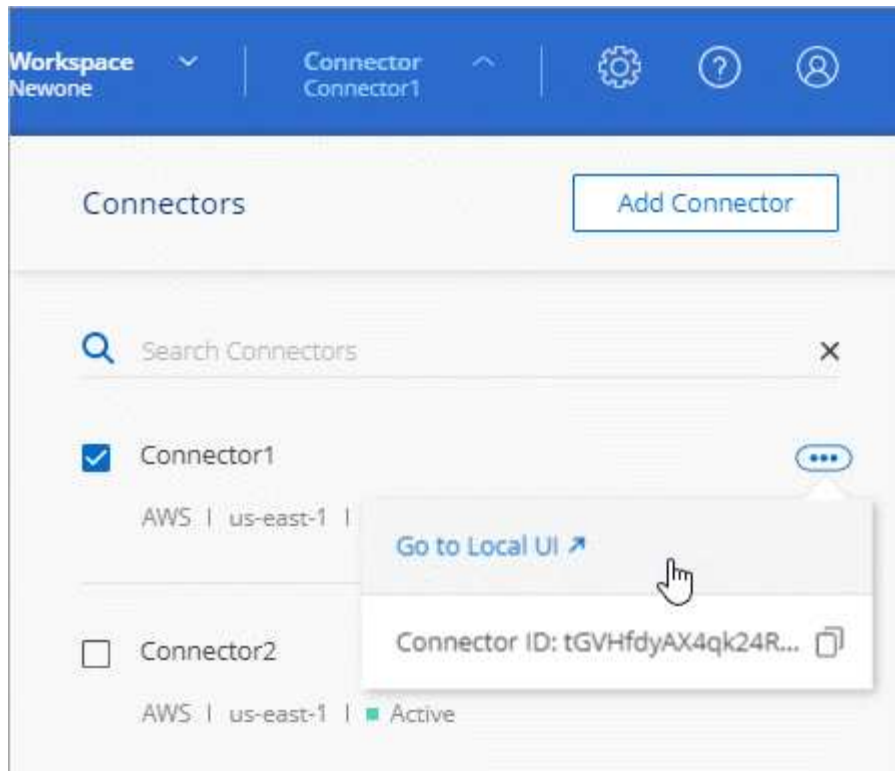 Workspace
Newone
Connector
Connector1
Connectors
Add Connector
Search Connectors
Connector1
AWS | us-east-1 |
Go to Local UI
Connector ID: tGVHfdyAX4qk24R...
Connector2
AWS | us-east-1 | Active